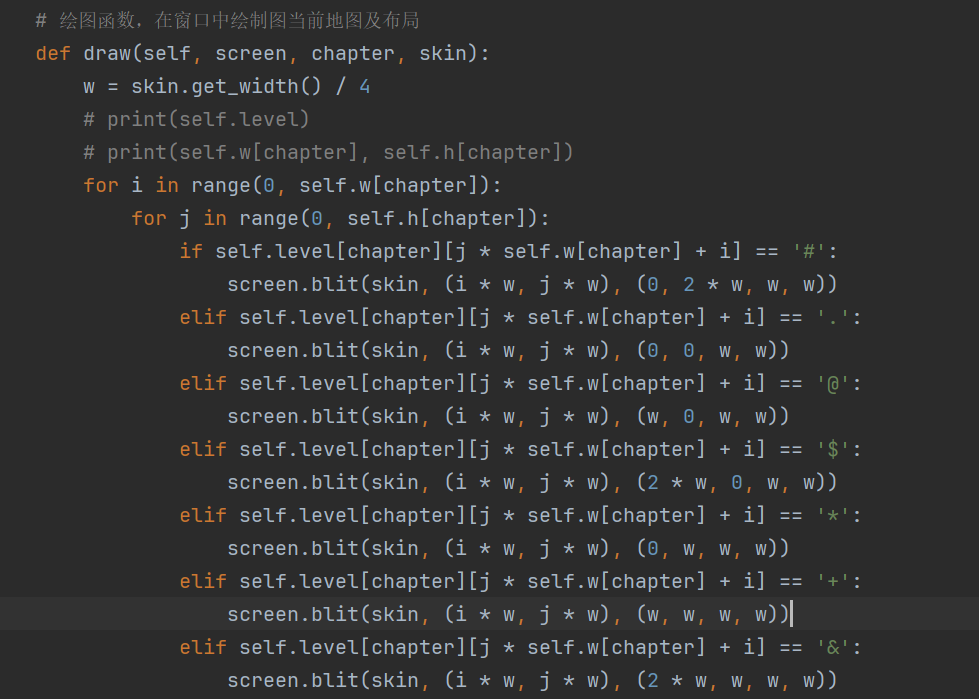 # 绘图函数，在窗口中绘制图当前地图及布局
def draw(self, screen, chapter, skin):
w = skin.get_width() / 4
# print(self.level)
# print(self.w[chapter], self.h[chapter])
for i in range(0, self.w[chapter]):
for j in range(0, self.h[chapter]):
if self.level[chapter][j * self.w[chapter] + i] == '#':
screen.blit(skin, (i * w, j * w), (0, 2 * w, w, w))
elif self.level[chapter][j * self.w[chapter] + i] == '.':
screen.blit(skin, (i * w, j * w), (0, 0, w, w))
elif self.level[chapter][j * self.w[chapter] + i] == '@':
screen.blit(skin, (i * w, j * w), (w, 0, w, w))
elif self.level[chapter][j * self.w[chapter] + i] == '$':
screen.blit(skin, (i * w, j * w), (2 * w, 0, w, w))
elif self.level[chapter][j * self.w[chapter] + i] == '*':
screen.blit(skin, (i * w, j * w), (0, w, w, w))
elif self.level[chapter][j * self.w[chapter] + i] == '+':
screen.blit(skin, (i * w, j * w), (w, w, w, w))
elif self.level[chapter][j * self.w[chapter] + i] == '&':
screen.blit(skin, (i * w, j * w), (2 * w, w, w, w))